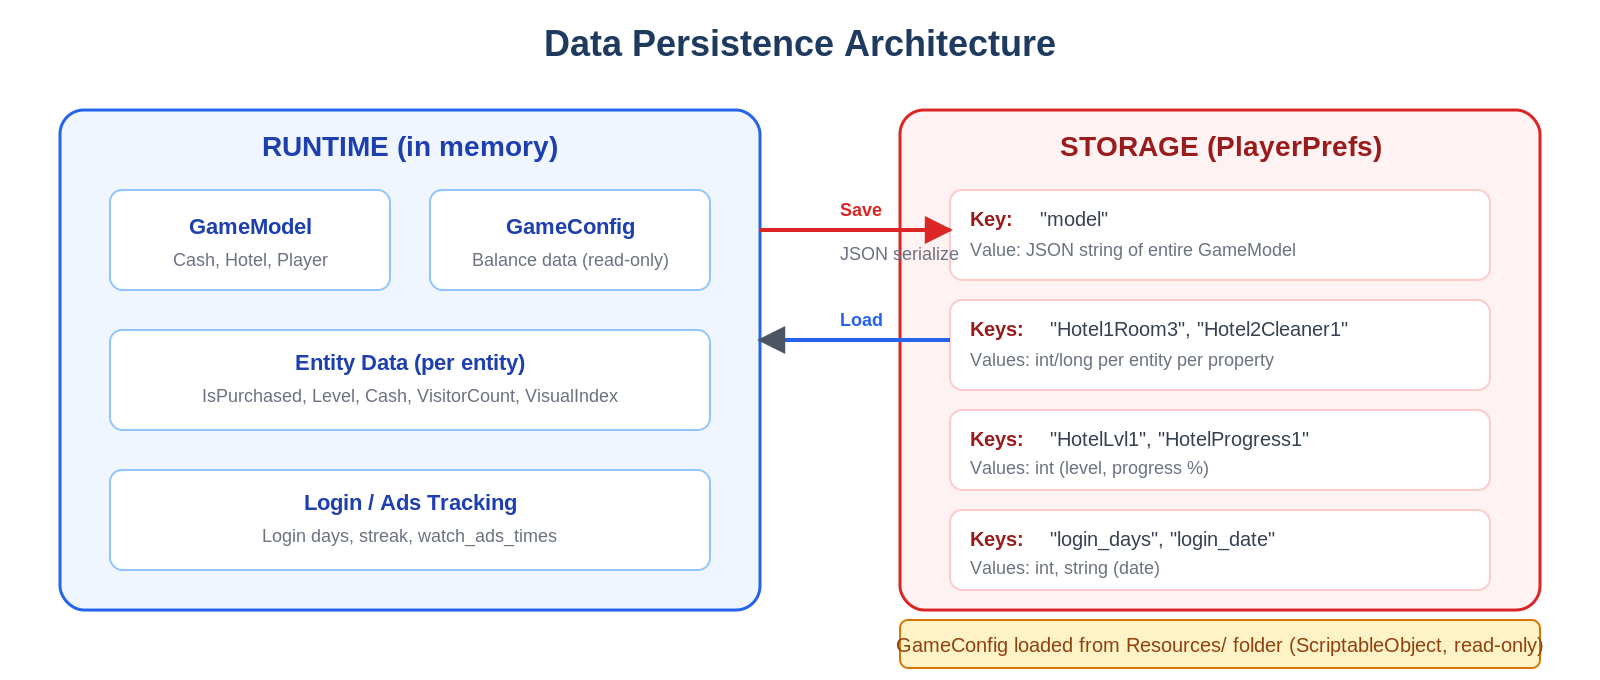 Data Persistence Architecture
RUNTIME (in memory)
GameModel
Cash, Hotel, Player
GameConfig
Balance data (read-only)
Entity Data (per entity)
IsPurchased, Level, Cash, VisitorCount, VisualIndex
Login / Ads Tracking
Login days, streak, watch_ads_times
Save
JSON serialize
Load
STORAGE (PlayerPrefs)
Key: "model"
Value: JSON string of entire GameModel
Keys: "Hotel1Room3", "Hotel2Cleaner1"
Values: int/long per entity per property
Keys: "HotelLvl1", "HotelProgress1"
Values: int (level, progress %)
Keys: "login_days", "login_date"
Values: int, string (date)
GameConfig loaded from Resources/ folder (ScriptableObject, read-only)